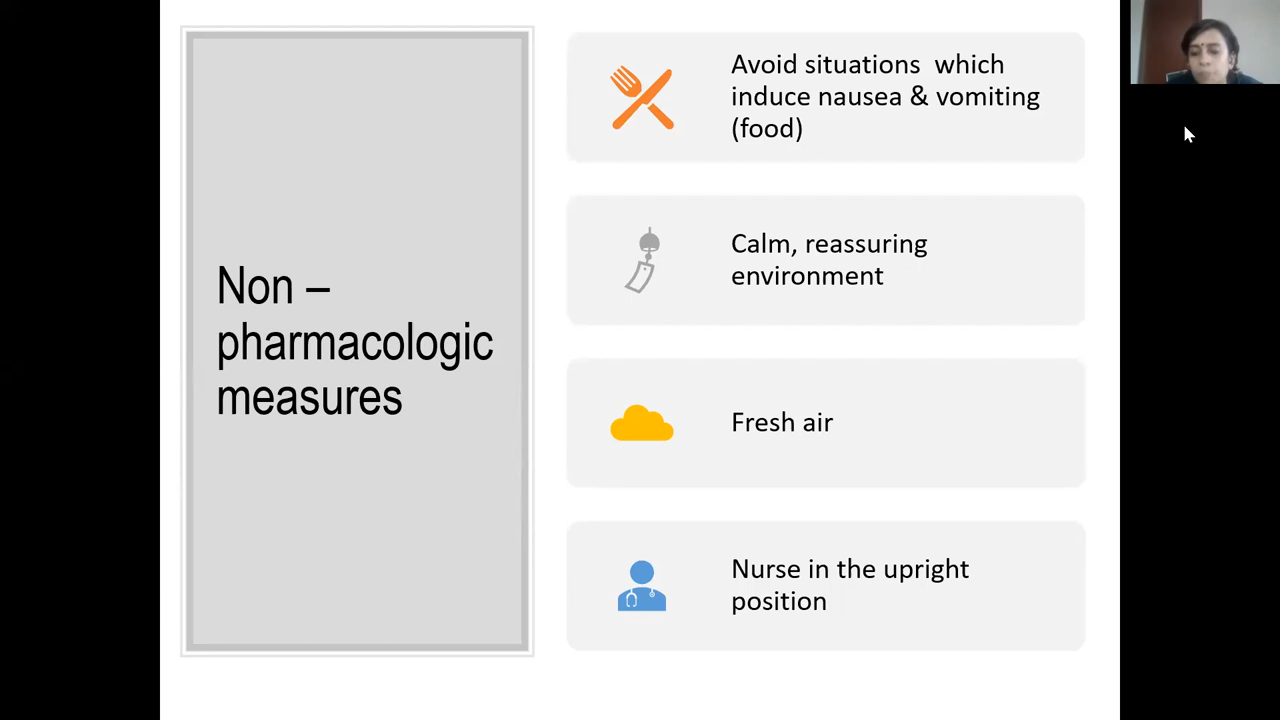 Non –
pharmacologic
measures
Avoid situations which
induce nausea & vomiting
(food)
Calm, reassuring
environment
Fresh air
Nurse in the upright
position